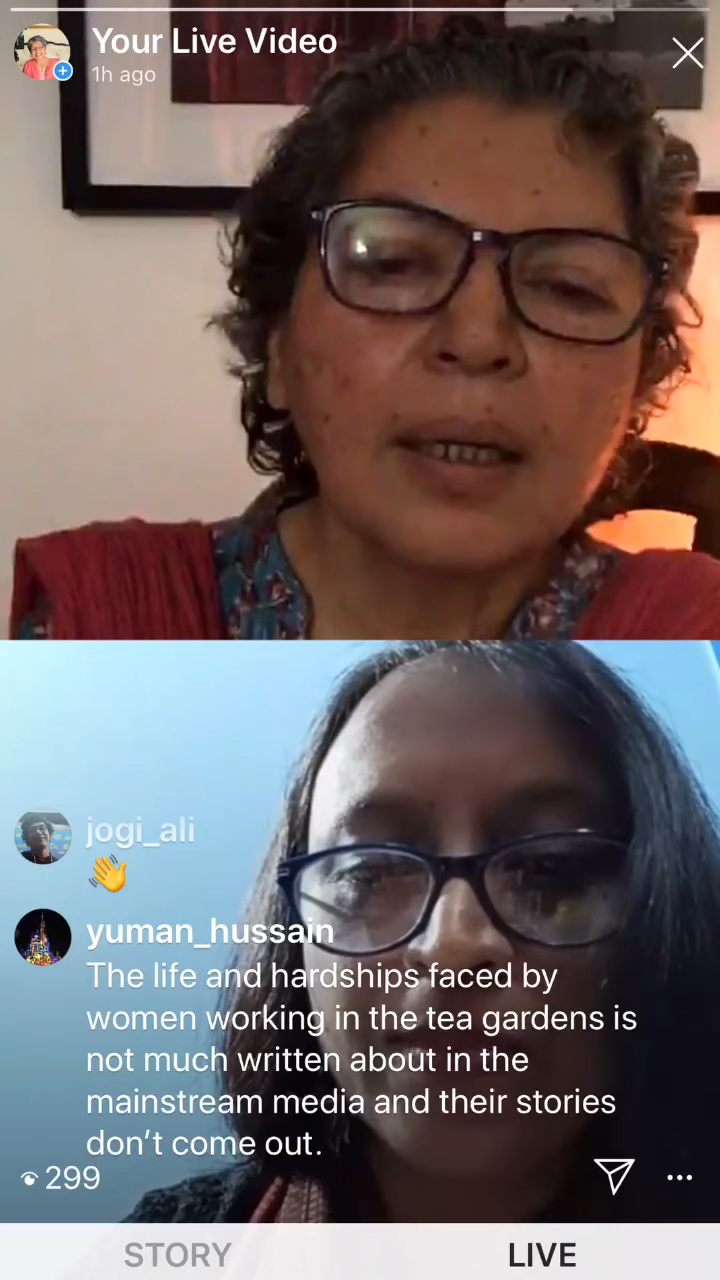 Your Live Video
1h ago
jogi_ali
👋
yuman_hussain
The life and hardships faced by
women working in the tea gardens is
not much written about in the
mainstream media and their stories
don’t come out.
299
STORY
LIVE